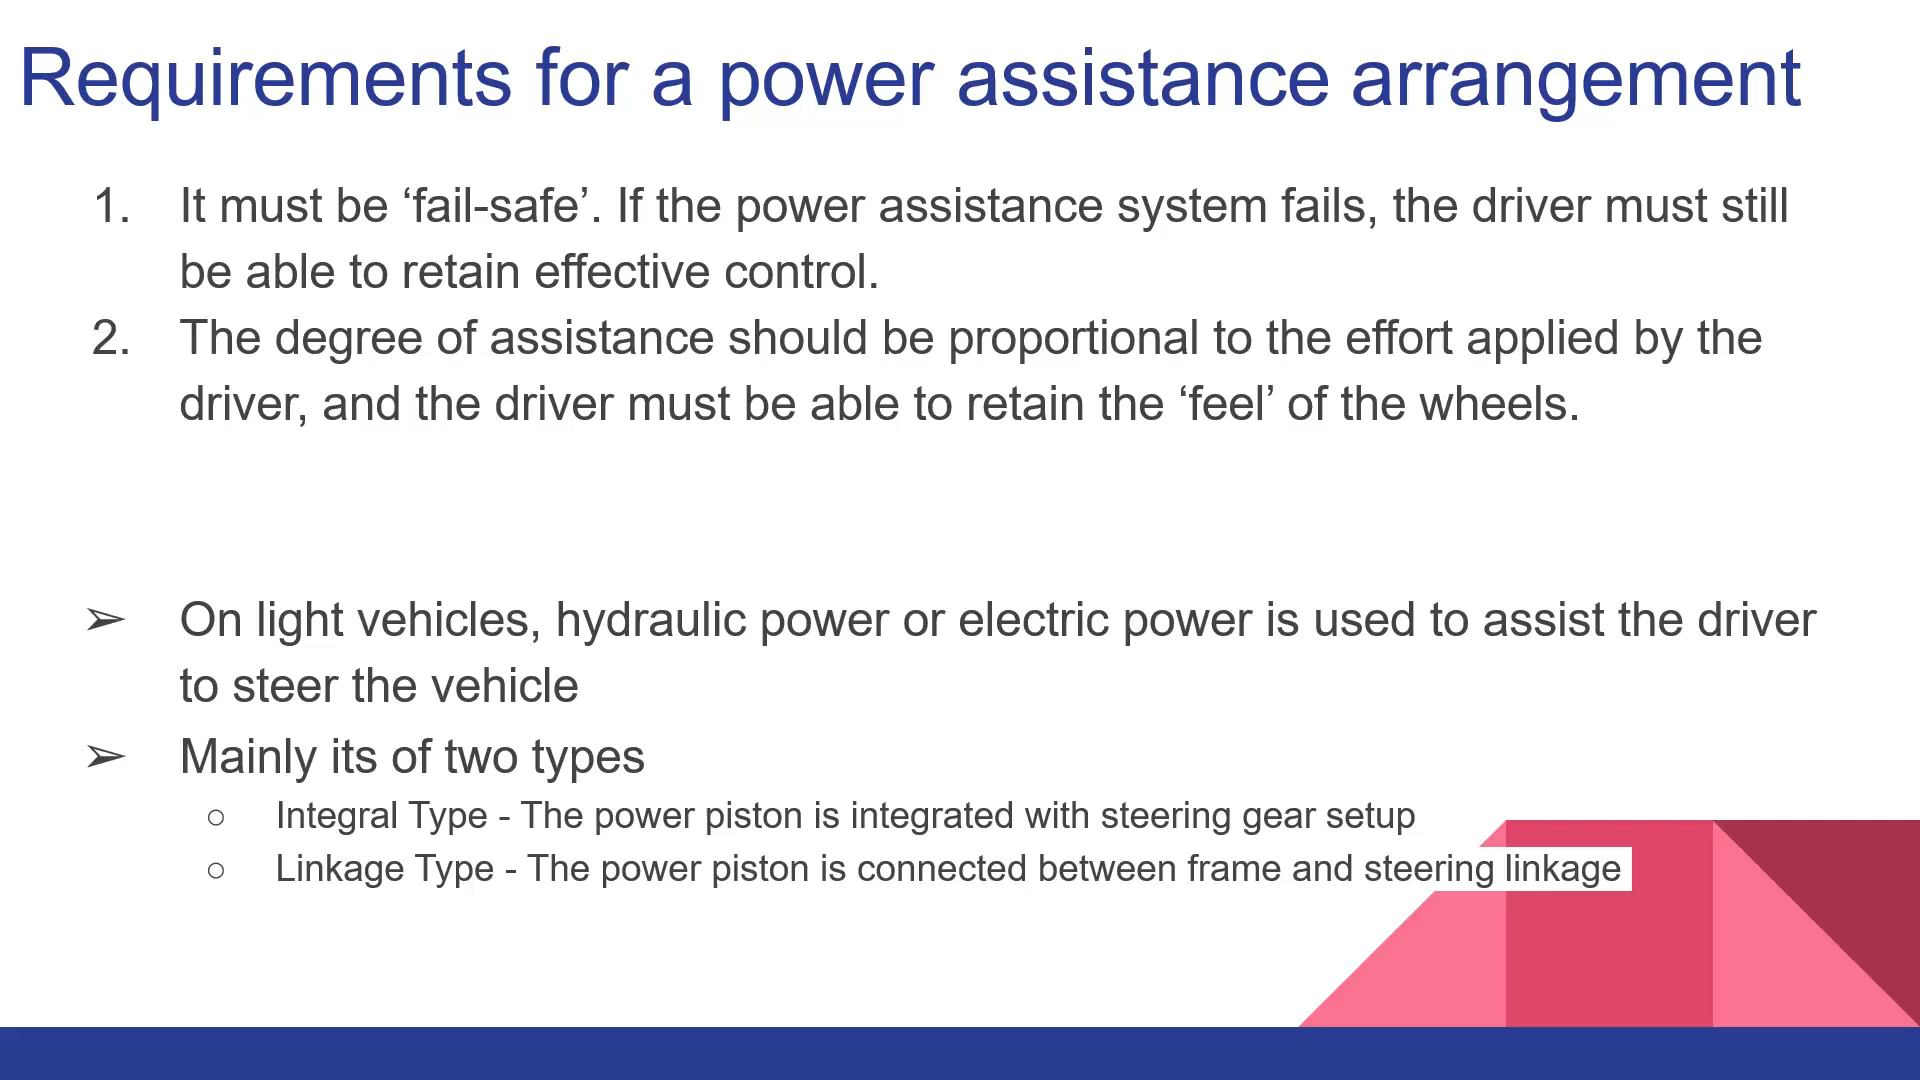 Requirements for a power assistance arrangement
1. It must be ‘fail-safe’. If the power assistance system fails, the driver must still
be able to retain effective control.
2. The degree of assistance should be proportional to the effort applied by the
driver, and the driver must be able to retain the ‘feel’ of the wheels.
➢ On light vehicles, hydraulic power or electric power is used to assist the driver
to steer the vehicle
➢ Mainly its of two types
○ Integral Type - The power piston is integrated with steering gear setup
○ Linkage Type - The power piston is connected between frame and steering linkage